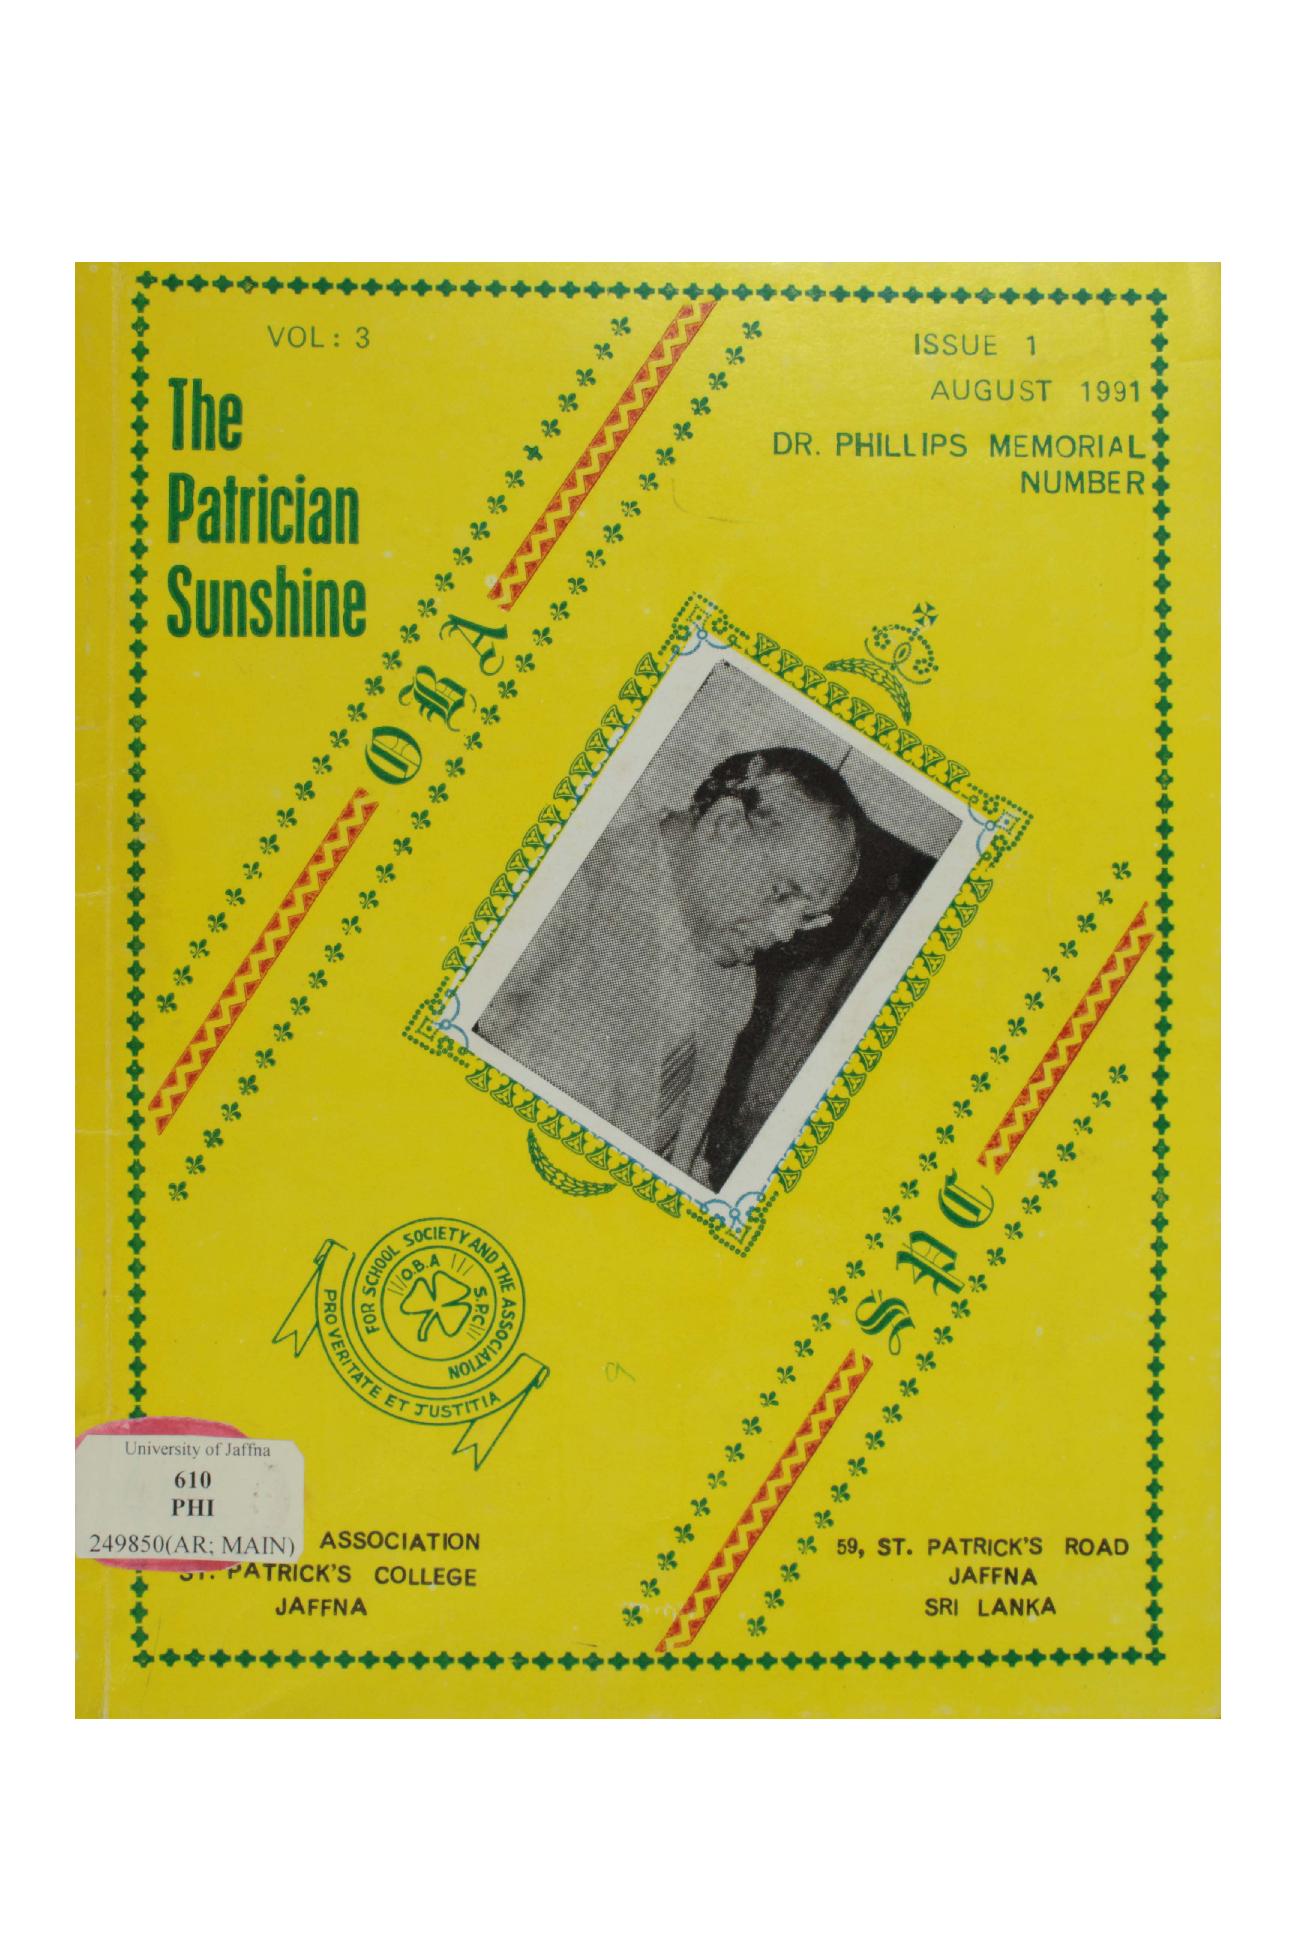 VOL: 3
ISSUE 1
AUGUST 1991
DR. PHILLIPS MEMORIAL
NUMBER
The
Patrician
Sunshine
OBA
SPC
FOR SCHOOL SOCIETY AND THE ASSOCIATION
O.B.A
S.P.C
PRO VERITATE ET JUSTITIA
University of Jaffna
610
PHI
249850(AR; MAIN)
ASSOCIATION
ST. PATRICK'S COLLEGE
JAFFNA
59, ST. PATRICK'S ROAD
JAFFNA
SRI LANKA